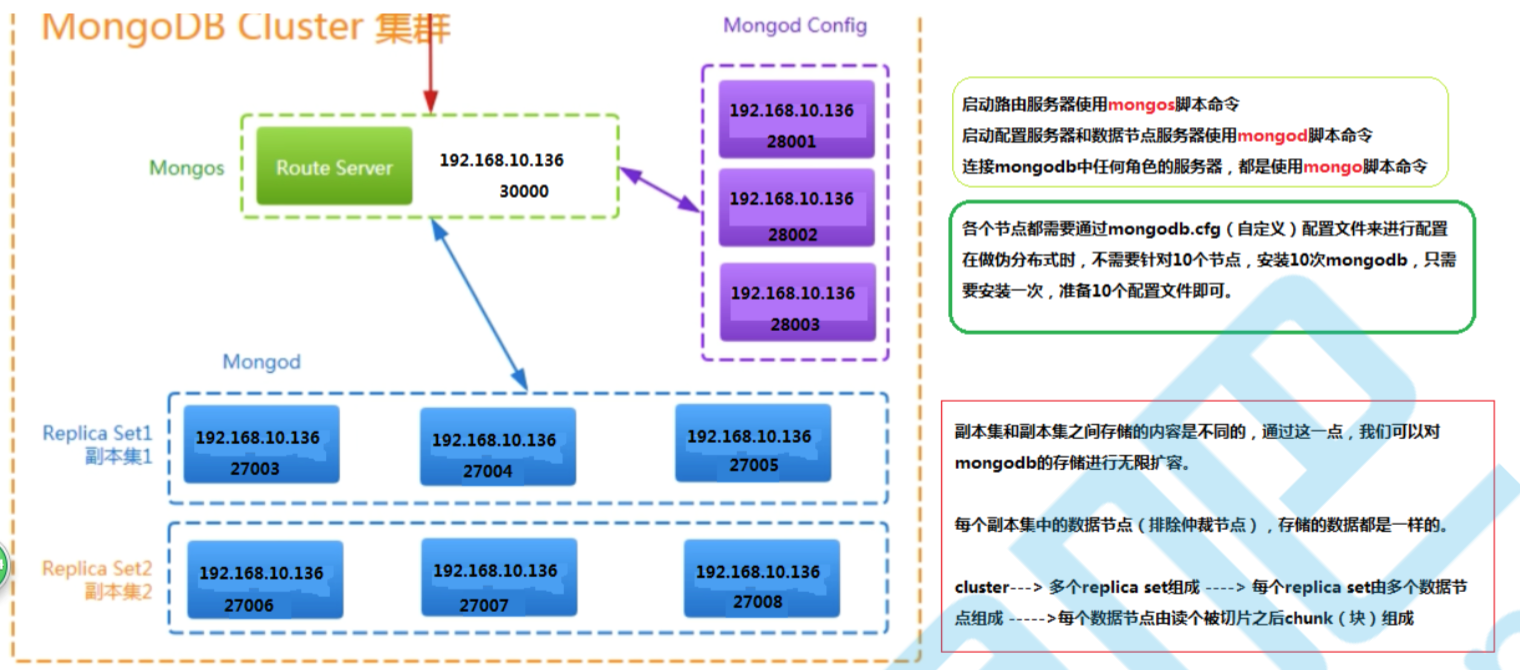 MongoDB Cluster 集群
Mongod Config
Mongos
Route Server
192.168.10.136
30000
192.168.10.136
28001
192.168.10.136
28002
192.168.10.136
28003
Mongod
Replica Set1
副本集1
192.168.10.136
27003
192.168.10.136
27004
192.168.10.136
27005
Replica Set2
副本集2
192.168.10.136
27006
192.168.10.136
27007
192.168.10.136
27008
启动路由服务器使用mongos脚本命令
启动配置服务器和数据节点服务器使用mongod脚本命令
连接mongodb中任何角色的服务器，都是使用mongo脚本命令
各个节点都需要通过mongodb.cfg（自定义）配置文件来进行配置
在做伪分布式时，不需要针对10个节点，安装10次mongodb，只需
要安装一次，准备10个配置文件即可。
副本集和副本集之间存储的内容是不同的，通过这一点，我们可以对
mongodb的存储进行无限扩容。
每个副本集中的数据节点（排除仲裁节点），存储的数据都是一样的。
cluster---> 多个replica set组成 ----> 每个replica set由多个数据节
点组成 ----->每个数据节点由读个被切片之后chunk（块）组成